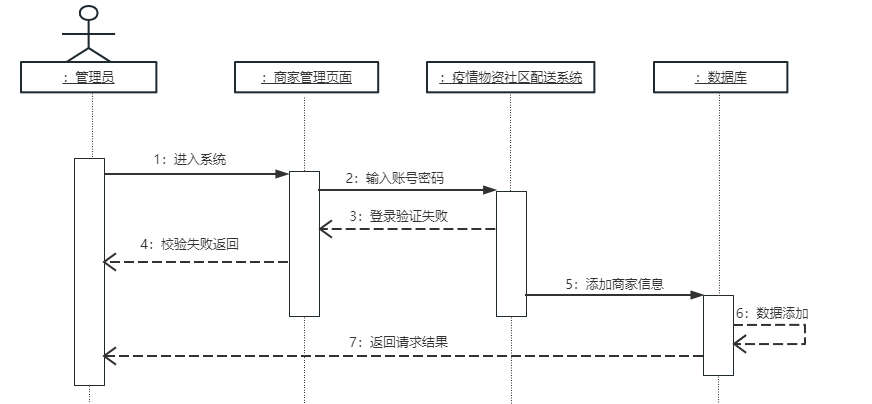 ：管理员
：商家管理页面
：疫情物资社区配送系统
：数据库
1：进入系统
2：输入账号密码
3：登录验证失败
4：校验失败返回
5：添加商家信息
6：数据添加
7：返回请求结果